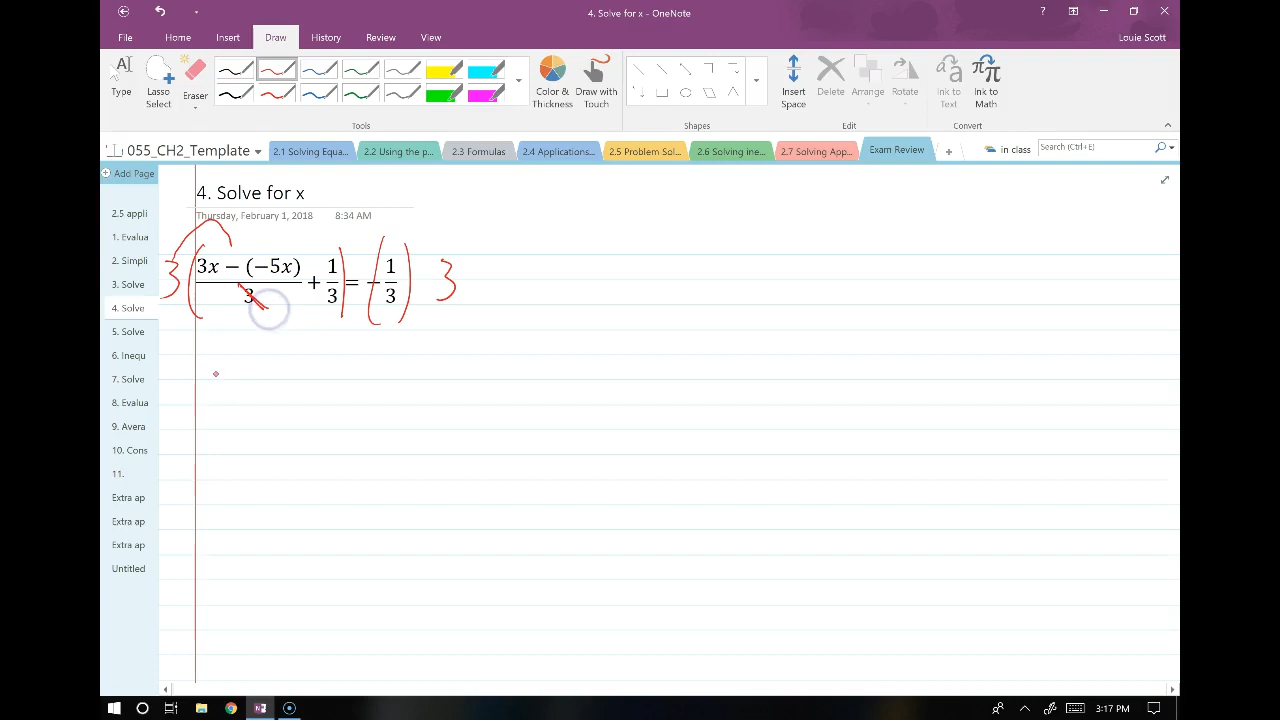 4. Solve for x - OneNote
?
File Home Insert Draw History Review View Louie Scott
Type Lasso Select Eraser Color & Thickness Draw with Touch Insert Space Delete Arrange Rotate Ink to Text Ink to Math
Tools Shapes Edit Convert
055_CH2_Template 2.1 Solving Equa... 2.2 Using the p... 2.3 Formulas 2.4 Applications... 2.5 Problem Sol... 2.6 Solving ine... 2.7 Solving App... Exam Review + in class Search (Ctrl+E)
Add Page
4. Solve for x
Thursday, February 1, 2018 8:34 AM
3 ( (3x − (−5x))/3 + 1/3 ) = ( − 1/3 ) 3
2.5 appli
1. Evalua
2. Simpli
3. Solve
4. Solve
5. Solve
6. Inequ
7. Solve
8. Evalua
9. Avera
10. Cons
11.
Extra ap
Extra ap
Extra ap
Untitled
3:17 PM